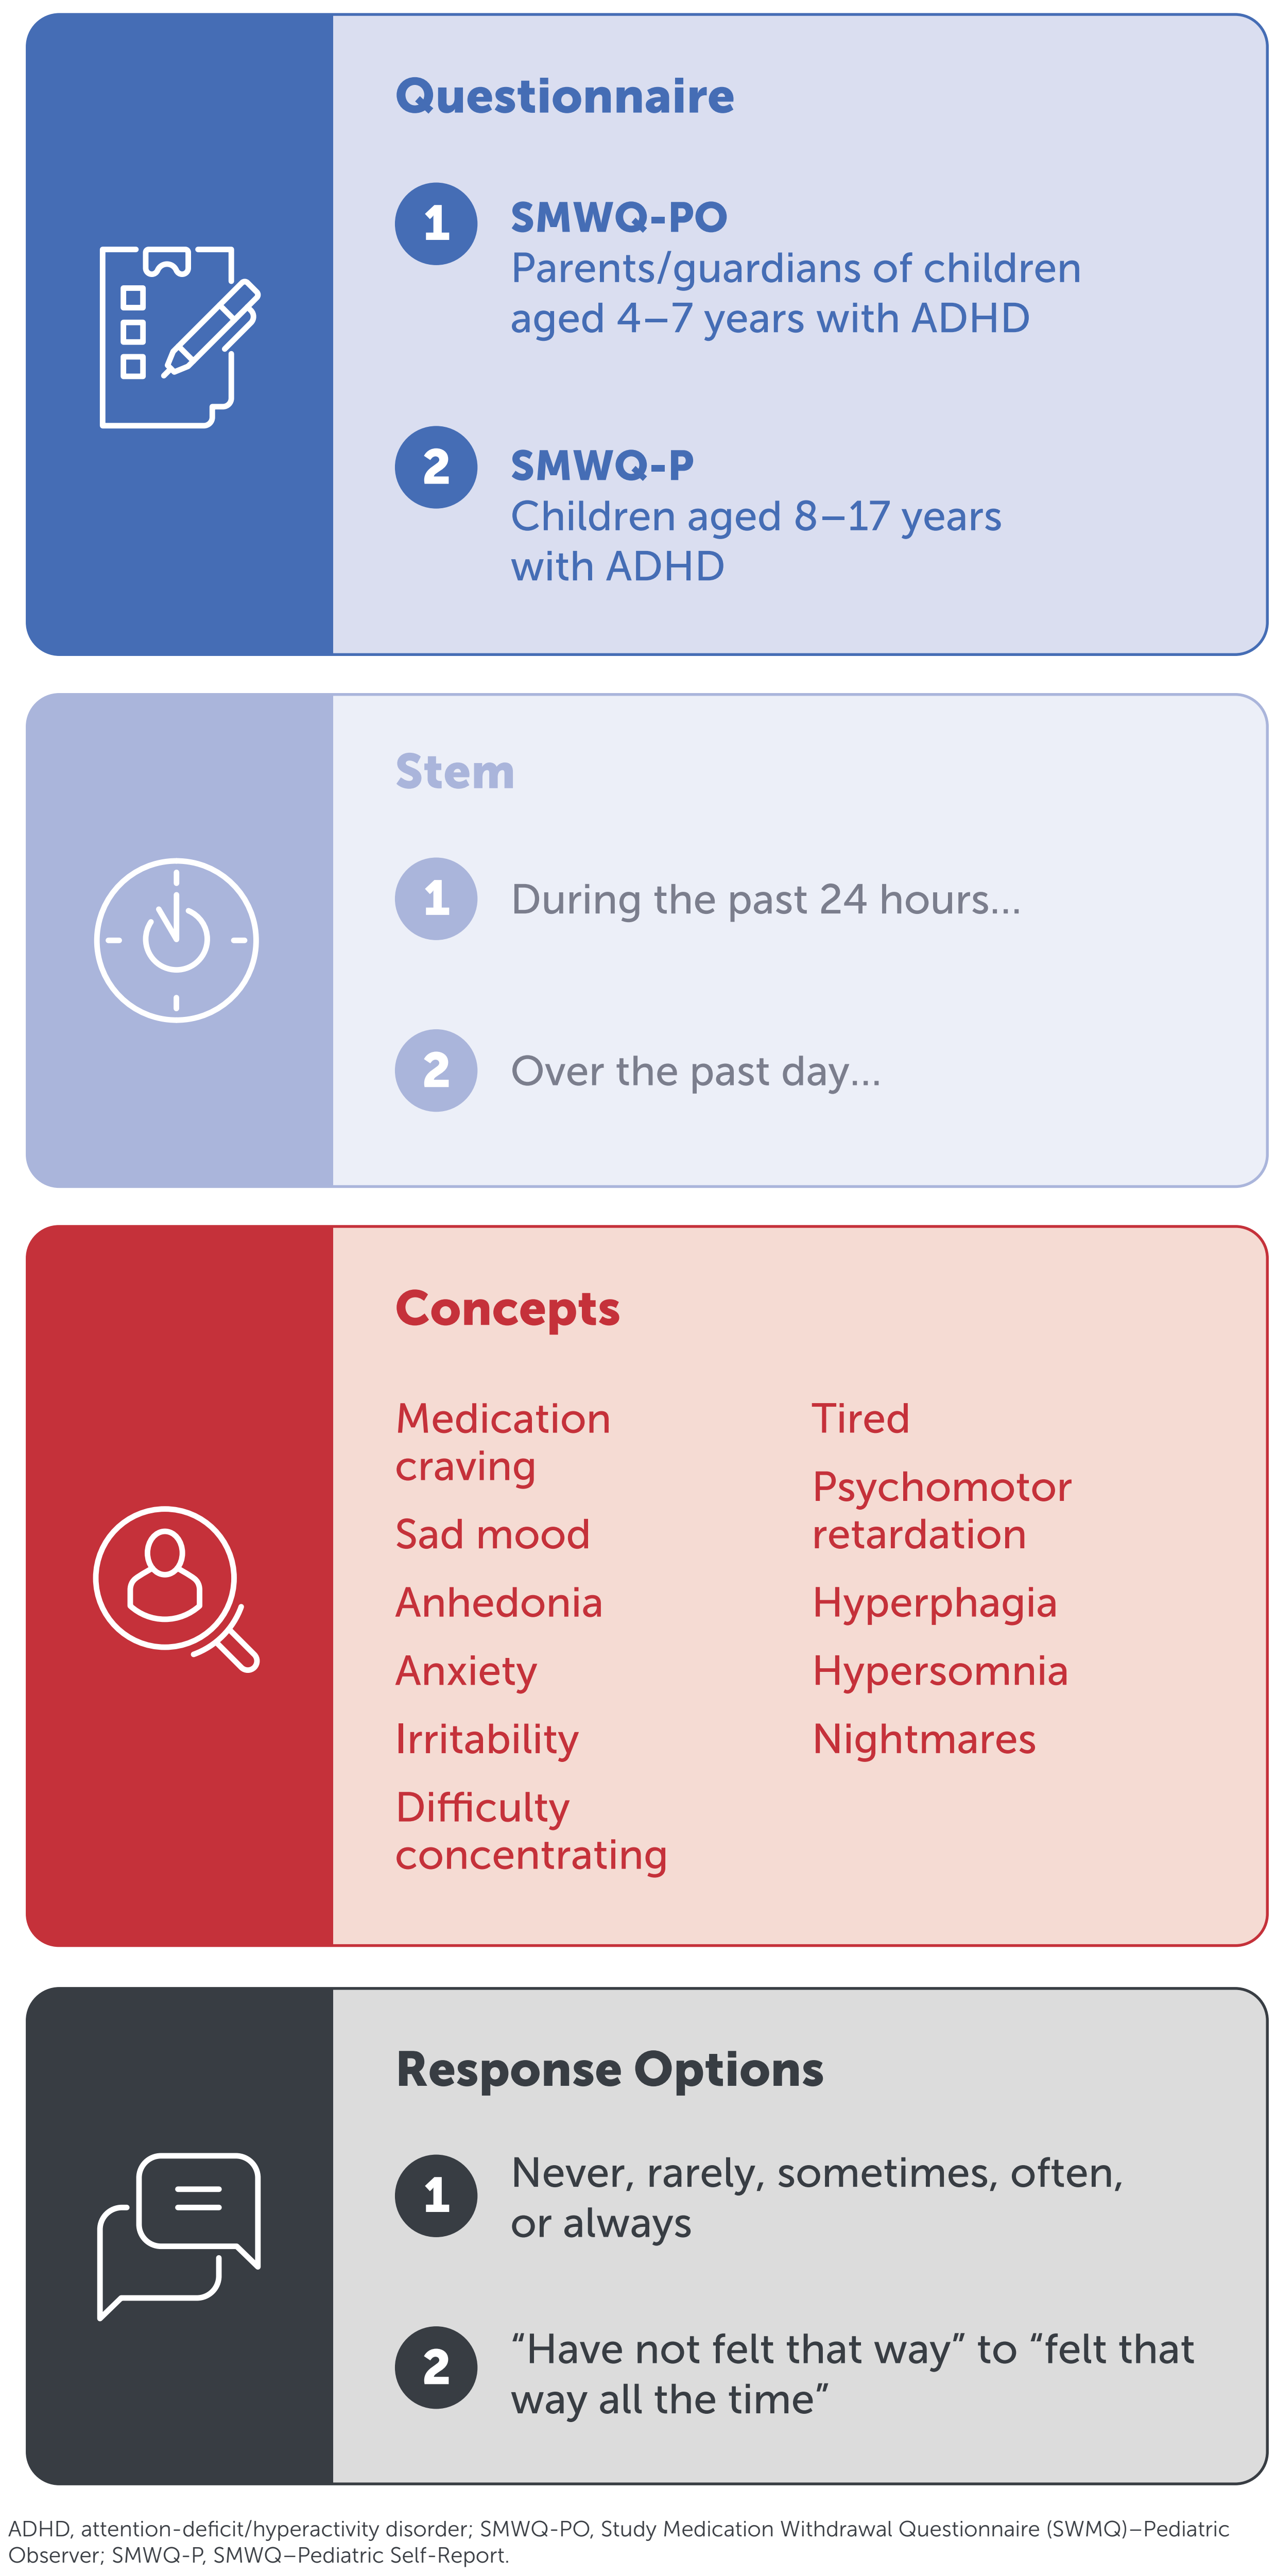 Questionnaire
1
SMWQ-PO
Parents/guardians of children
aged 4–7 years with ADHD
2
SMWQ-P
Children aged 8–17 years
with ADHD
Stem
1
During the past 24 hours...
2
Over the past day...
Concepts
Medication
craving
Sad mood
Anhedonia
Anxiety
Irritability
Difficulty
concentrating
Tired
Psychomotor
retardation
Hyperphagia
Hypersomnia
Nightmares
Response Options
1
Never, rarely, sometimes, often,
or always
2
“Have not felt that way” to “felt that
way all the time”
ADHD, attention-deficit/hyperactivity disorder; SMWQ-PO, Study Medication Withdrawal Questionnaire (SWMQ)–Pediatric
Observer; SMWQ-P, SMWQ–Pediatric Self-Report.